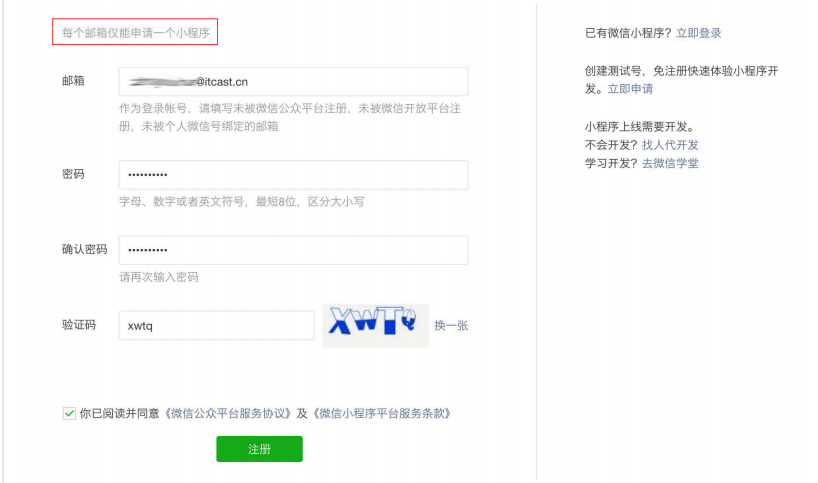 每个邮箱仅能申请一个小程序
邮箱
@itcast.cn
作为登录帐号，请填写未被微信公众平台注册，未被微信开放平台注
册，未被个人微信号绑定的邮箱
密码
••••••••••
字母、数字或者英文符号，最短8位，区分大小写
确认密码
••••••••••
请再次输入密码
验证码
xwtq
XWTQ
换一张
你已阅读并同意《微信公众平台服务协议》及《微信小程序平台服务条款》
注册
已有微信小程序？立即登录
创建测试号，免注册快速体验小程序开
发。立即申请
小程序上线需要开发。
不会开发？找人代开发
学习开发？去微信学堂